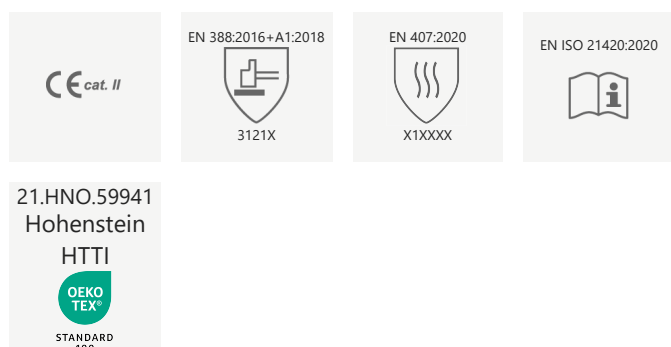 CE cat. II
EN 388:2016+A1:2018
3121X
EN 407:2020
X1XXXX
EN ISO 21420:2020
i
21.HNO.59941
Hohenstein
HTTI
OEKO
TEX®
STANDARD